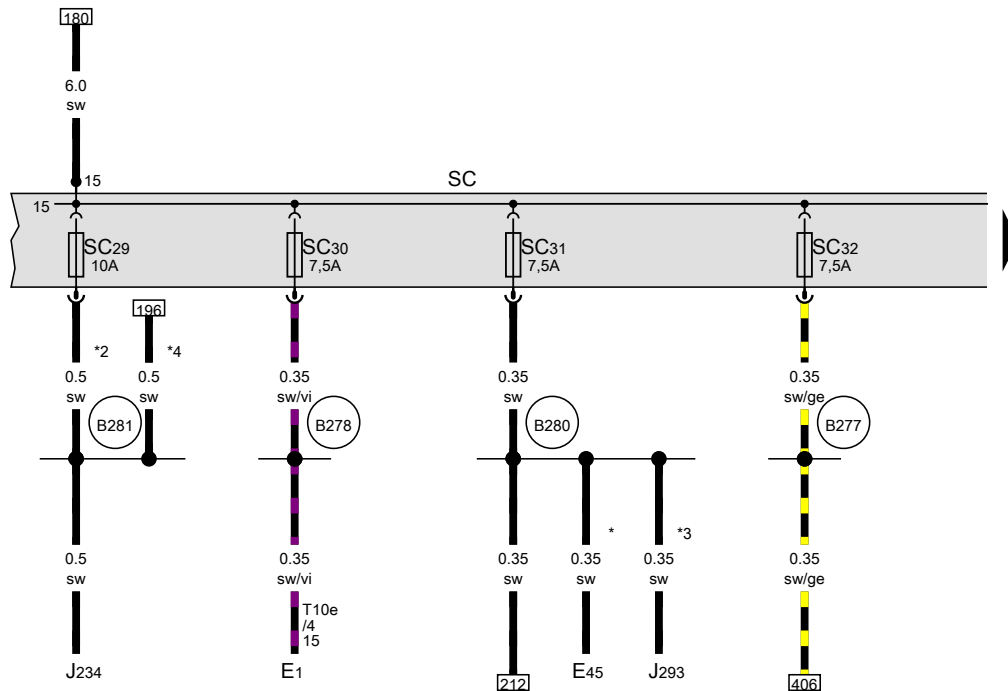 180
6.0
sw
15
SC
15
SC29
10A
SC30
7,5A
SC31
7,5A
SC32
7,5A
196
*2
*4
0.5
sw
0.5
sw
0.35
sw/vi
0.35
sw
0.35
sw/ge
B281
B278
B280
B277
*
*3
0.5
sw
0.35
sw/vi
0.35
sw
0.35
sw
0.35
sw
0.35
sw/ge
T10e
/4
15
J234
E1
212
E45
J293
406